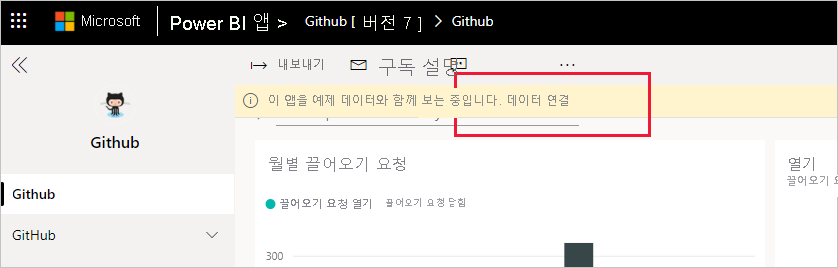 Microsoft Power BI 앱 > Github [ 버전 7 ] > Github
내보내기 구독 설명 ...
이 앱을 예제 데이터와 함께 보는 중입니다. 데이터 연결
Github
Github
GitHub
월별 끌어오기 요청
끌어오기 요청 열기 끌어오기 요청 닫힘
300
열기
끌어오기